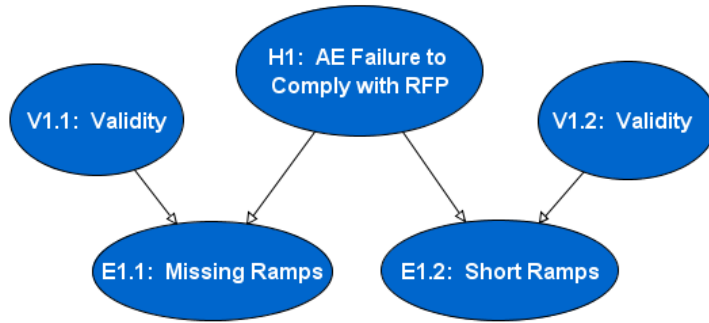 H1: AE Failure to
Comply with RFP
V1.1: Validity
V1.2: Validity
E1.1: Missing Ramps
E1.2: Short Ramps